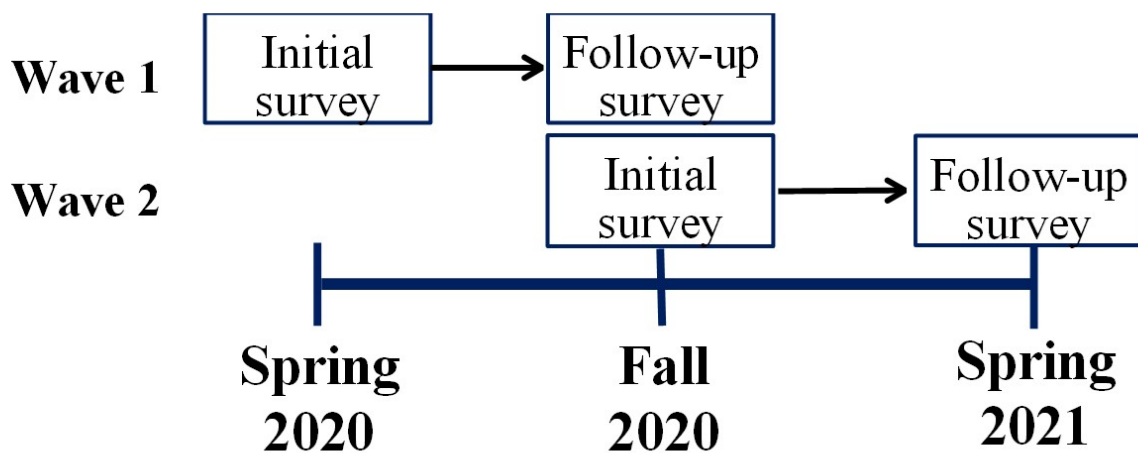 Wave 1
Initial
survey
Follow-up
survey
Wave 2
Initial
survey
Follow-up
survey
Spring
2020
Fall
2020
Spring
2021